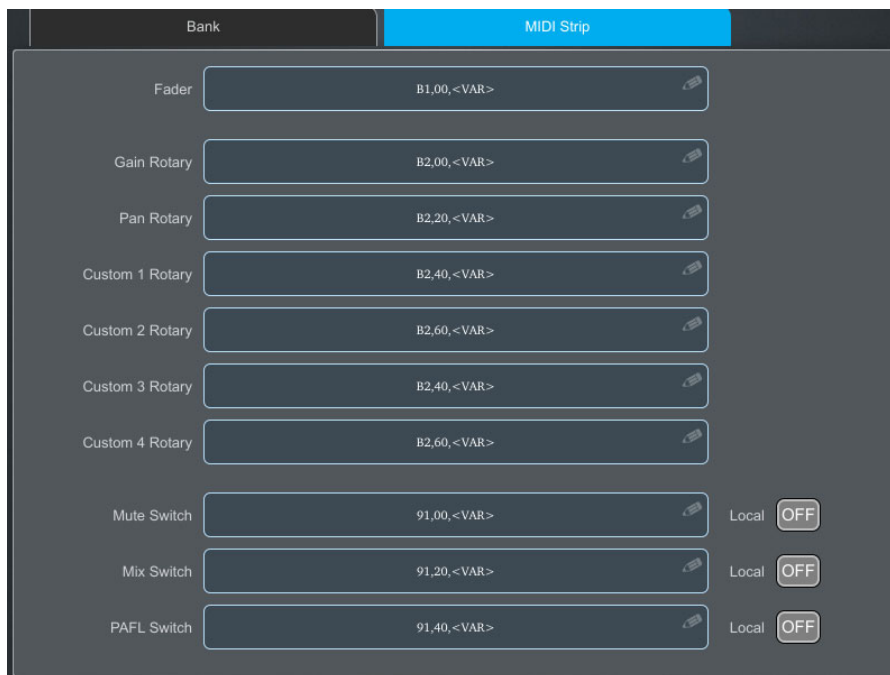 Bank MIDI Strip
Fader B1,00,<VAR>
Gain Rotary B2,00,<VAR>
Pan Rotary B2,20,<VAR>
Custom 1 Rotary B2,40,<VAR>
Custom 2 Rotary B2,60,<VAR>
Custom 3 Rotary B2,40,<VAR>
Custom 4 Rotary B2,60,<VAR>
Mute Switch 91,00,<VAR> Local OFF
Mix Switch 91,20,<VAR> Local OFF
PAFL Switch 91,40,<VAR> Local OFF